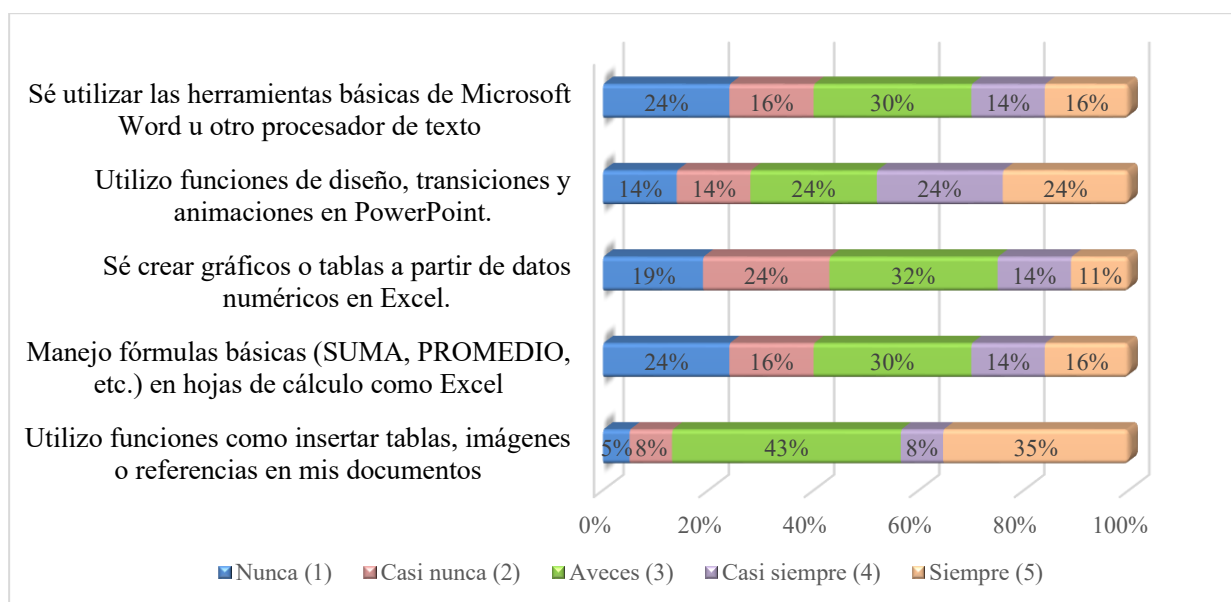 Sé utilizar las herramientas básicas de Microsoft
Word u otro procesador de texto
24% 16% 30% 14% 16%
Utilizo funciones de diseño, transiciones y
animaciones en PowerPoint.
14% 14% 24% 24% 24%
Sé crear gráficos o tablas a partir de datos
numéricos en Excel.
19% 24% 32% 14% 11%
Manejo fórmulas básicas (SUMA, PROMEDIO,
etc.) en hojas de cálculo como Excel
24% 16% 30% 14% 16%
Utilizo funciones como insertar tablas, imágenes
o referencias en mis documentos
5% 8% 43% 8% 35%
0% 20% 40% 60% 80% 100%
Nunca (1) Casi nunca (2) Aveces (3) Casi siempre (4) Siempre (5)